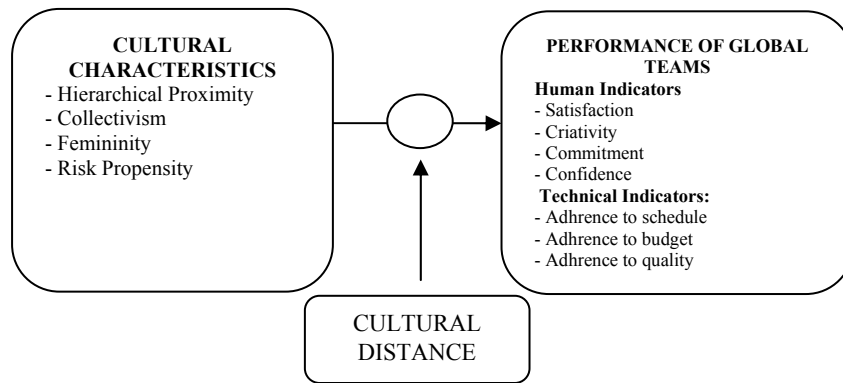 CULTURAL
CHARACTERISTICS
- Hierarchical Proximity
- Collectivism
- Femininity
- Risk Propensity
PERFORMANCE OF GLOBAL
TEAMS
Human Indicators
- Satisfaction
- Criativity
- Commitment
- Confidence
Technical Indicators:
- Adhrence to schedule
- Adhrence to budget
- Adhrence to quality
CULTURAL
DISTANCE